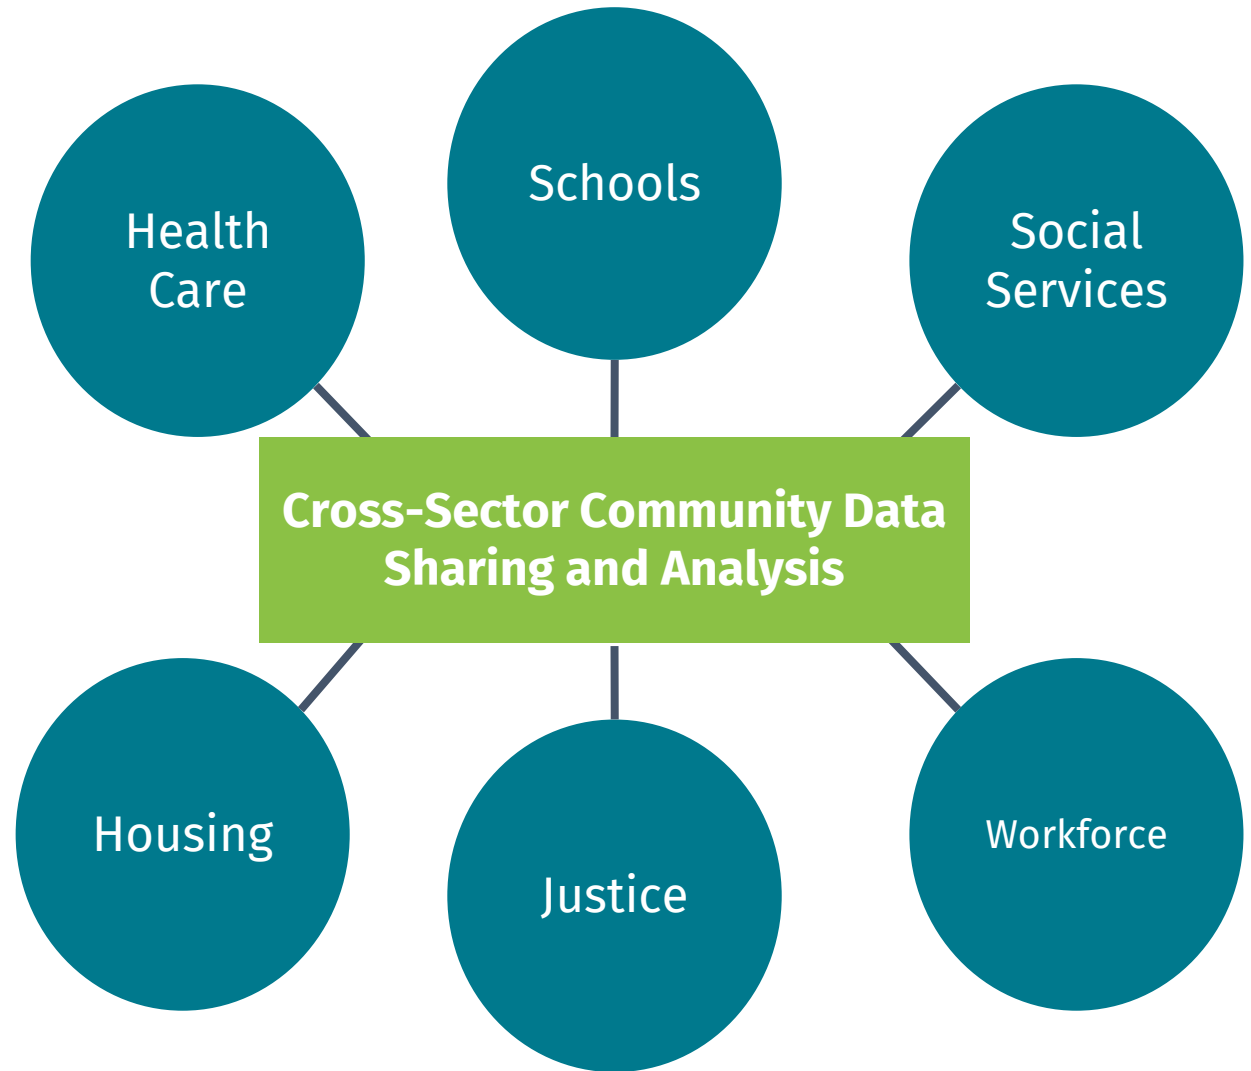 Schools
Health
Care
Social
Services
Cross-Sector Community Data
Sharing and Analysis
Housing
Justice
Workforce